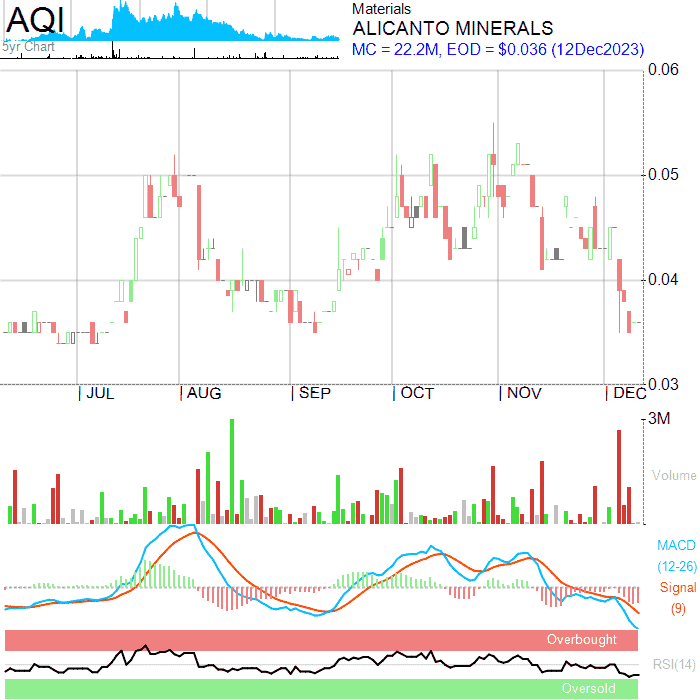 AQI
5yr Chart
Materials
ALICANTO MINERALS
MC = 22.2M, EOD = $0.036 (12Dec2023)
0.06
0.05
0.04
0.03
JUL
AUG
SEP
OCT
NOV
DEC
3M
Volume
MACD
(12-26)
Signal
(9)
Overbought
RSI(14)
Oversold